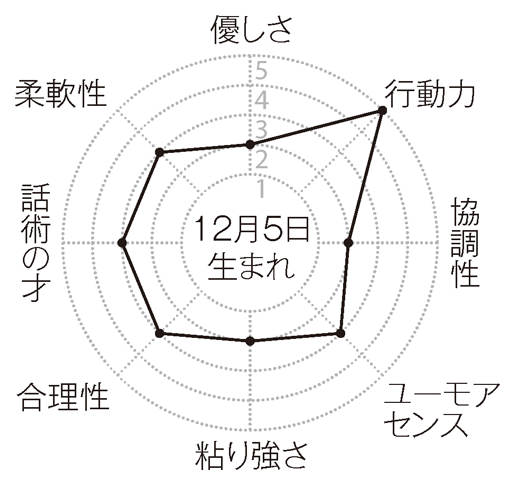 優しさ
柔軟性
行動力
5
4
3
2
1
話術の才
12月5日
生まれ
協調性
合理性
ユーモア
センス
粘り強さ